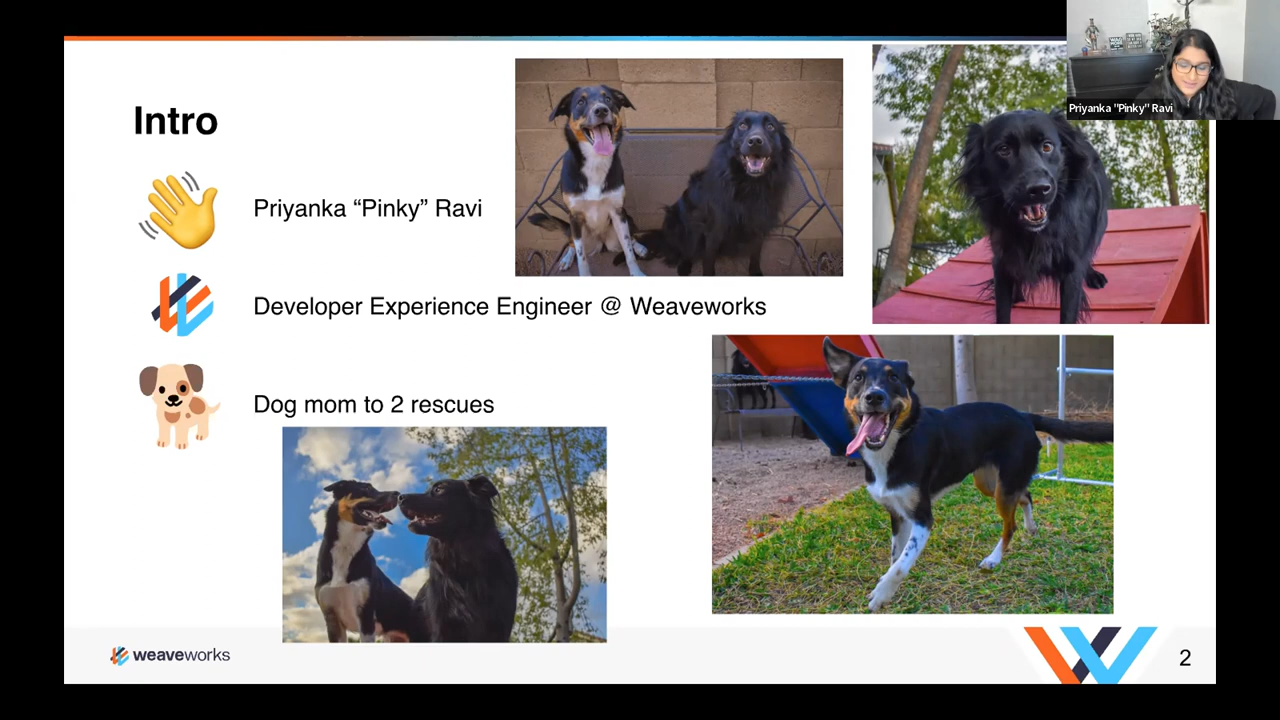 Intro
Priyanka “Pinky” Ravi
Developer Experience Engineer @ Weaveworks
Dog mom to 2 rescues
weaveworks
2
Priyanka "Pinky" Ravi